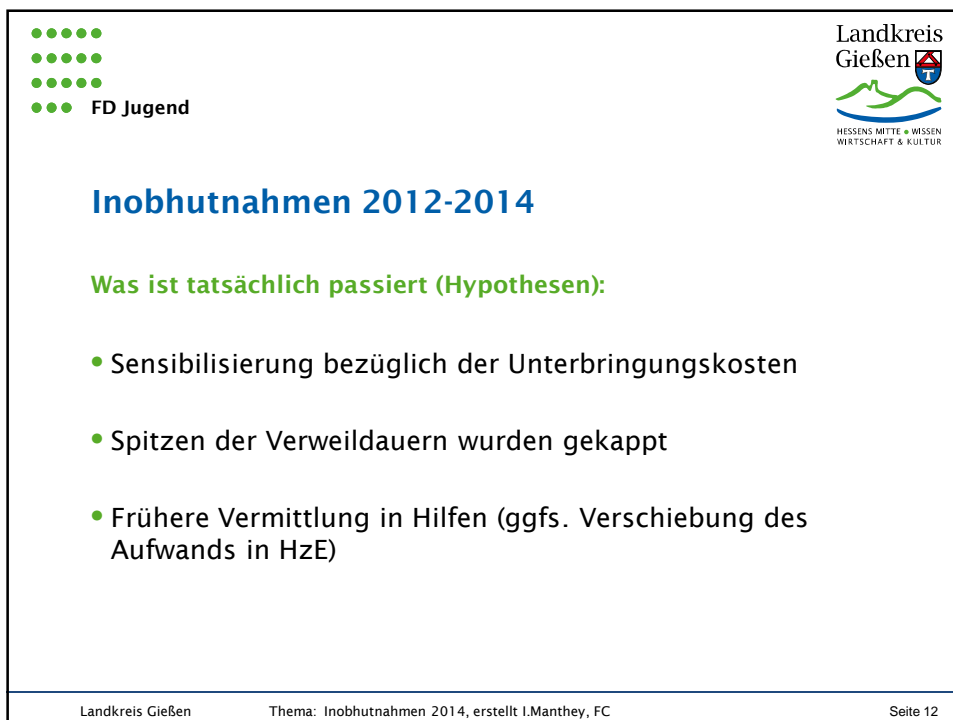 Landkreis
Gießen
T
HESSENS MITTE ● WISSEN
WIRTSCHAFT & KULTUR
FD Jugend
Inobhutnahmen 2012-2014
Was ist tatsächlich passiert (Hypothesen):
• Sensibilisierung bezüglich der Unterbringungskosten
• Spitzen der Verweildauern wurden gekappt
• Frühere Vermittlung in Hilfen (ggfs. Verschiebung des
Aufwands in HzE)
Landkreis Gießen Thema: Inobhutnahmen 2014, erstellt I.Manthey, FC Seite 12